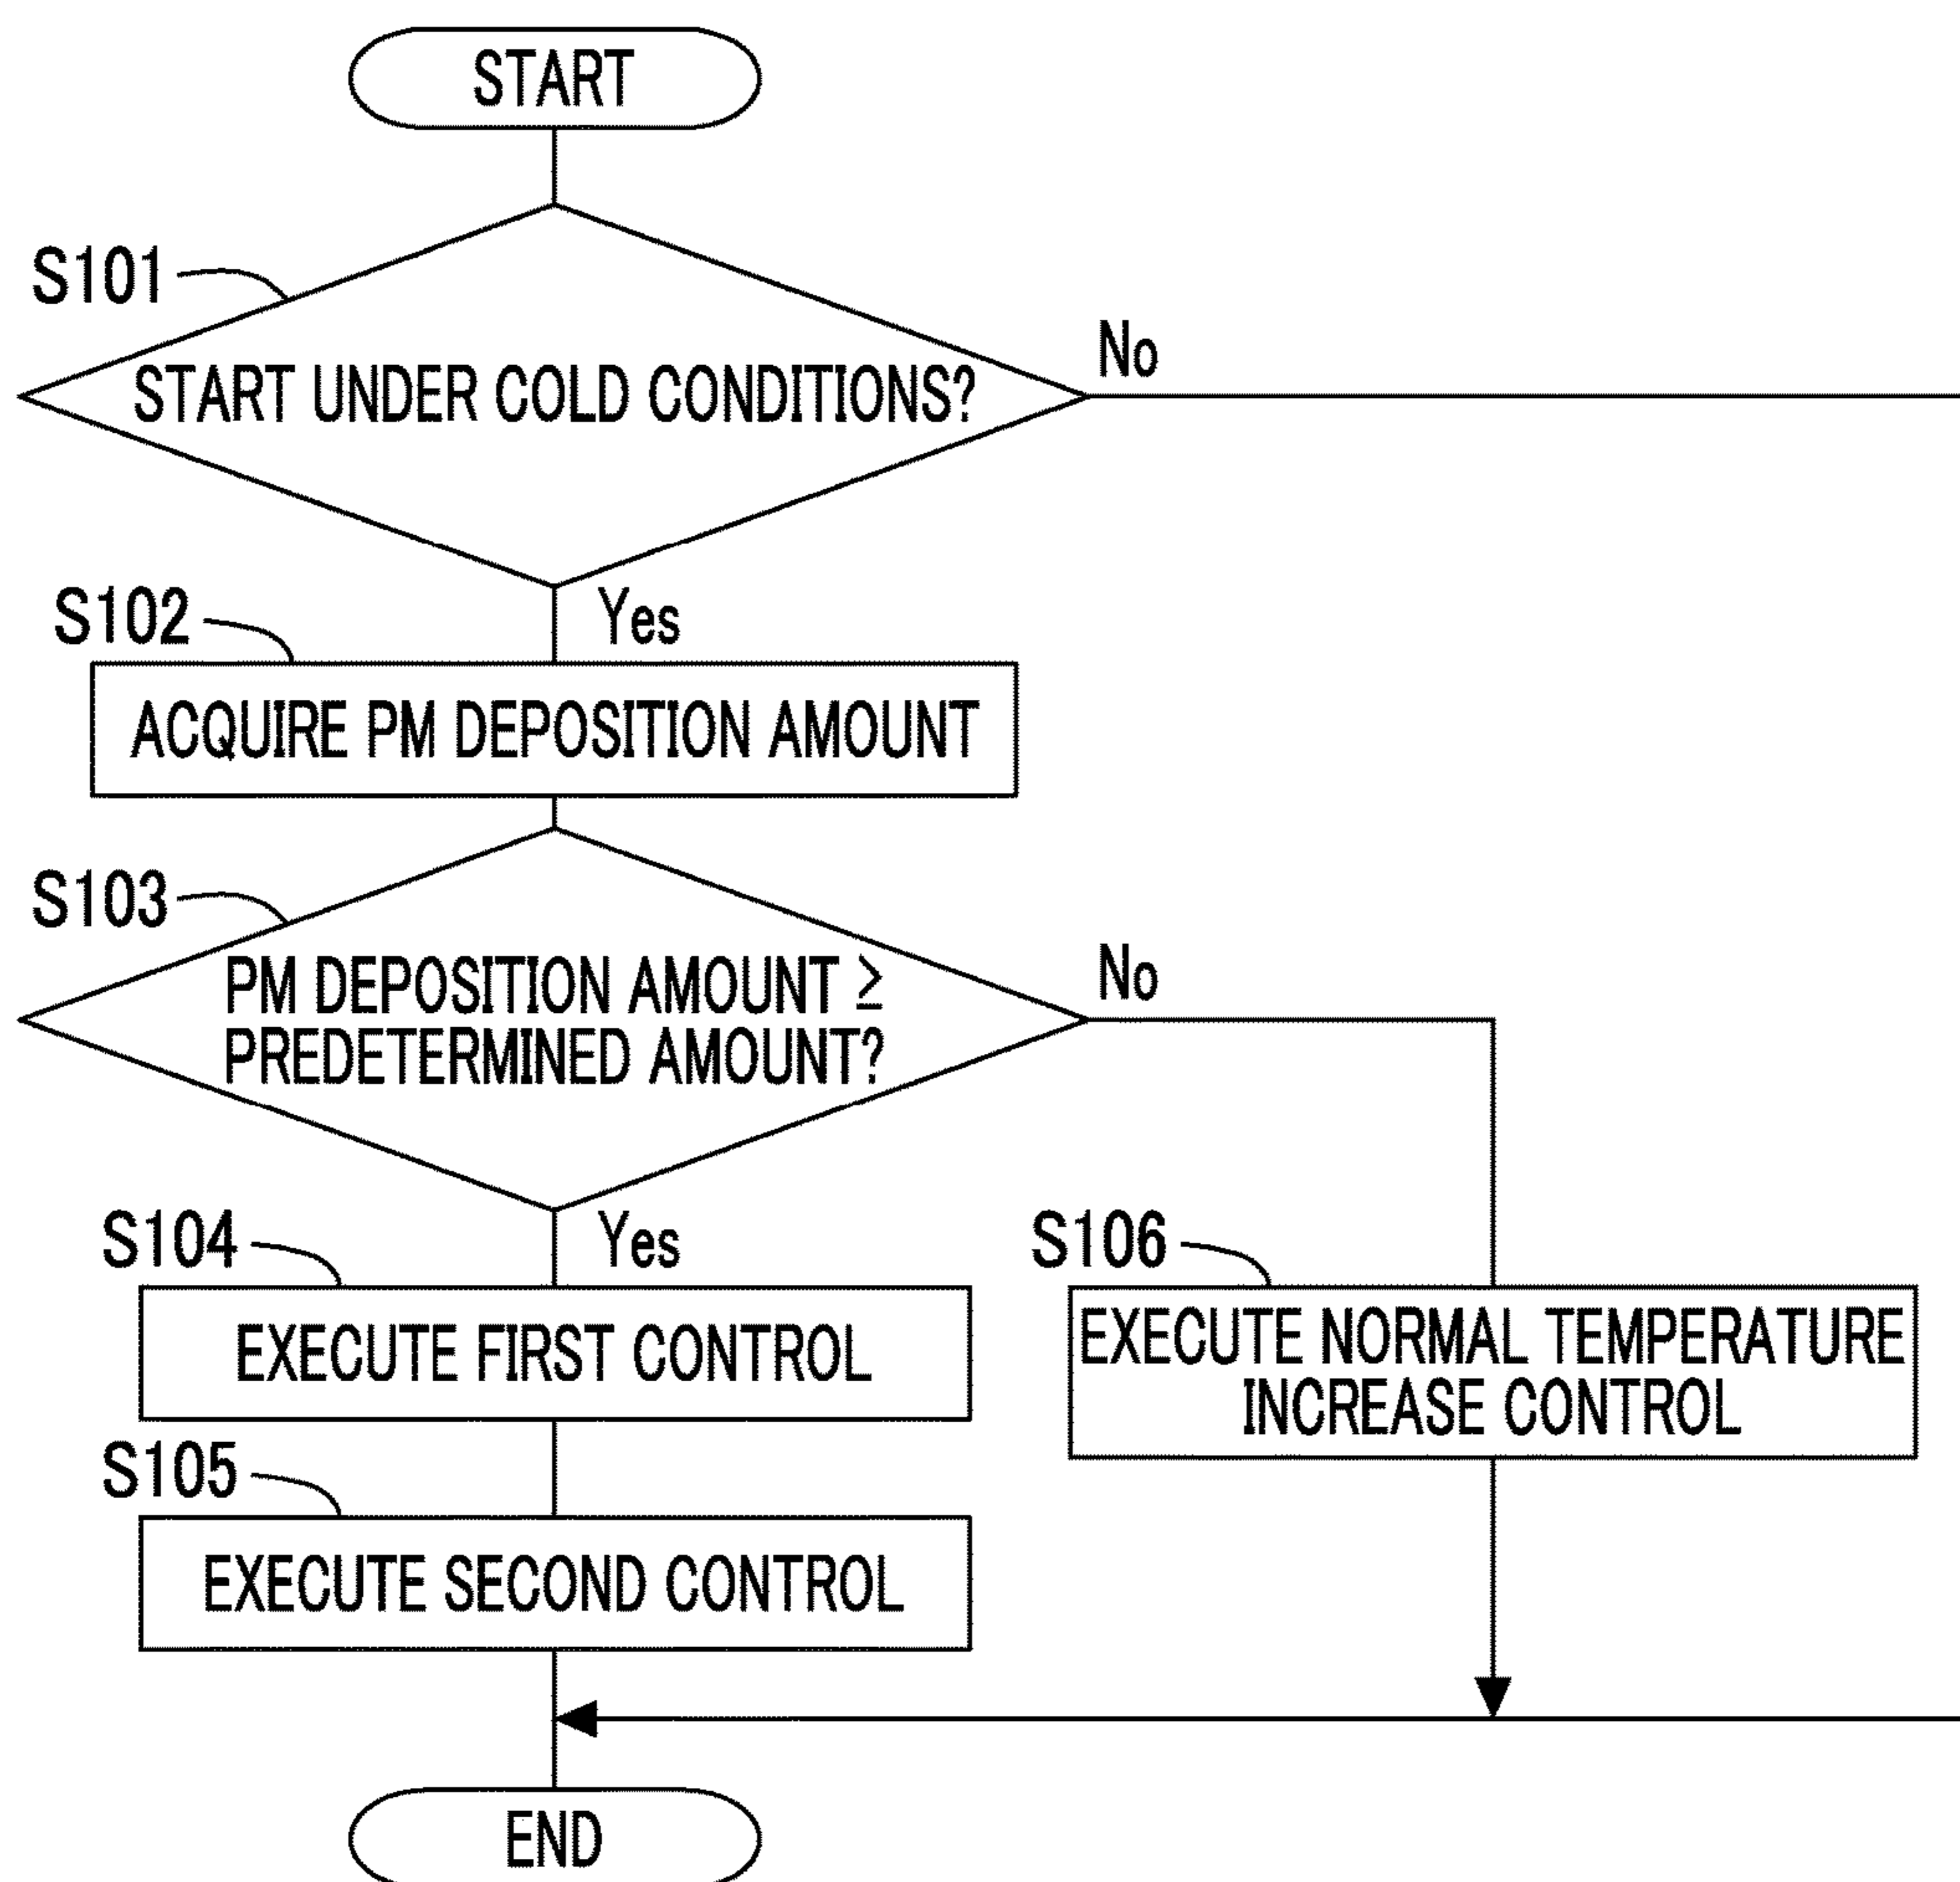 START
S101
START UNDER COLD CONDITIONS?
No
Yes
S102
ACQUIRE PM DEPOSITION AMOUNT
S103
PM DEPOSITION AMOUNT ≥
PREDETERMINED AMOUNT?
No
Yes
S104
EXECUTE FIRST CONTROL
S106
EXECUTE NORMAL TEMPERATURE
INCREASE CONTROL
S105
EXECUTE SECOND CONTROL
END